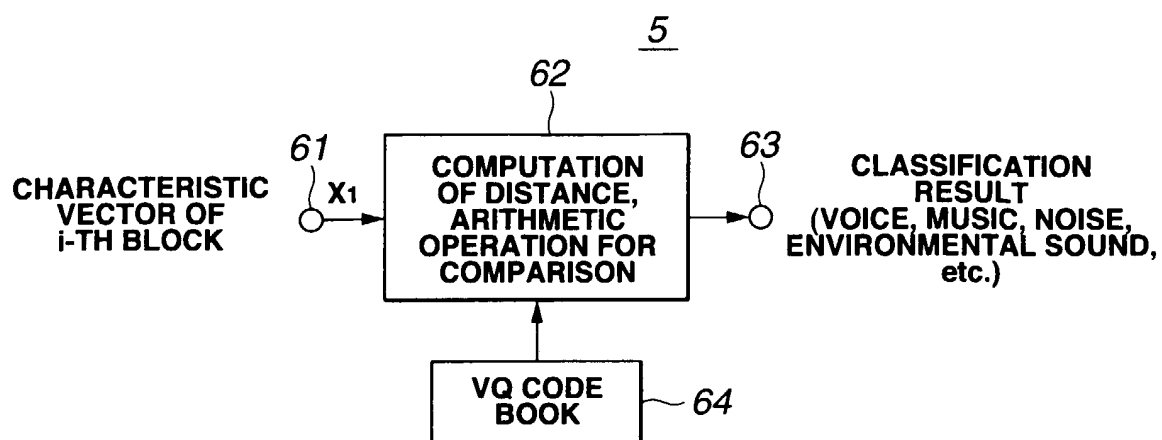 5
62
61
63
CHARACTERISTIC
VECTOR OF
i-TH BLOCK
X1
COMPUTATION
OF DISTANCE,
ARITHMETIC
OPERATION FOR
COMPARISON
CLASSIFICATION
RESULT
(VOICE, MUSIC, NOISE,
ENVIRONMENTAL SOUND,
etc.)
VQ CODE
BOOK
64